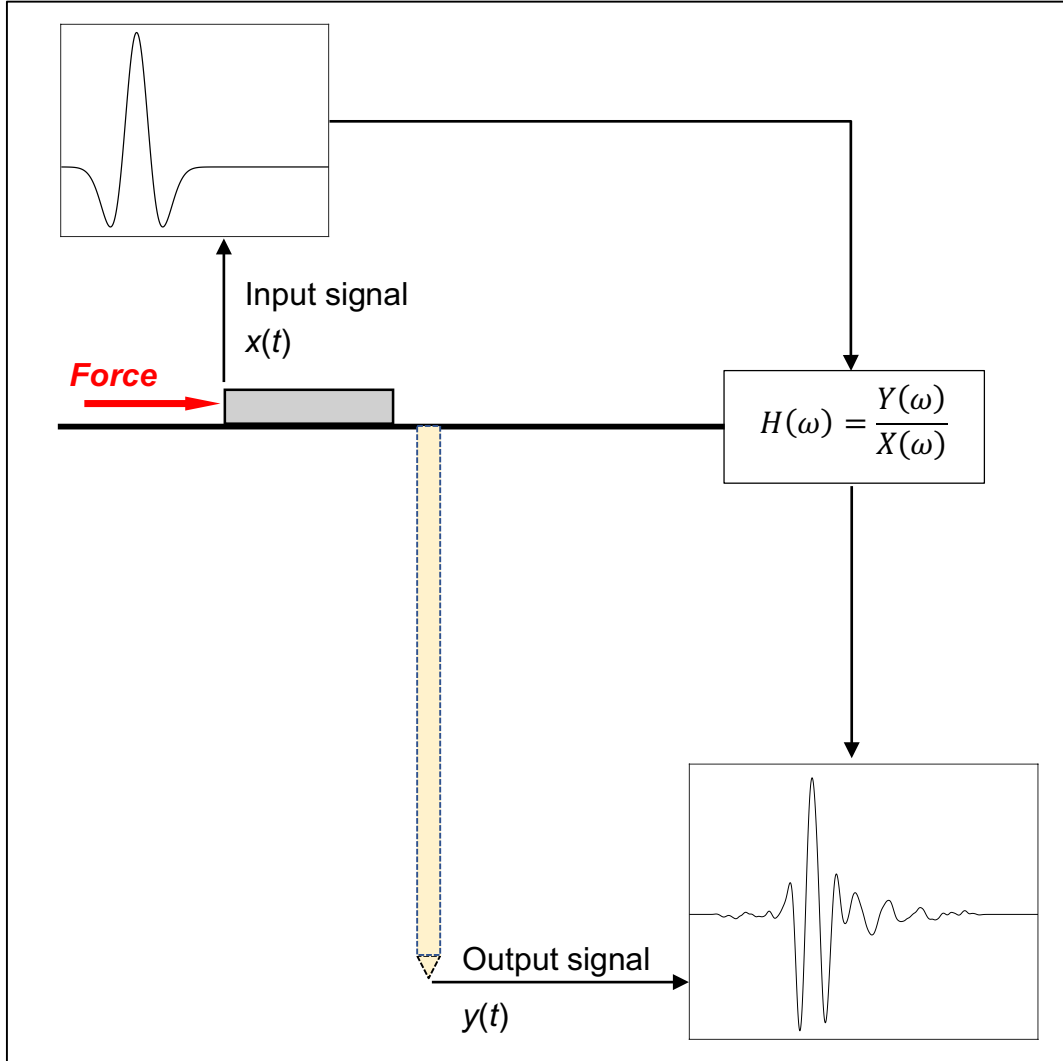 Input signal
x(t)
Force
H(ω) = Y(ω)/X(ω)
Output signal
y(t)